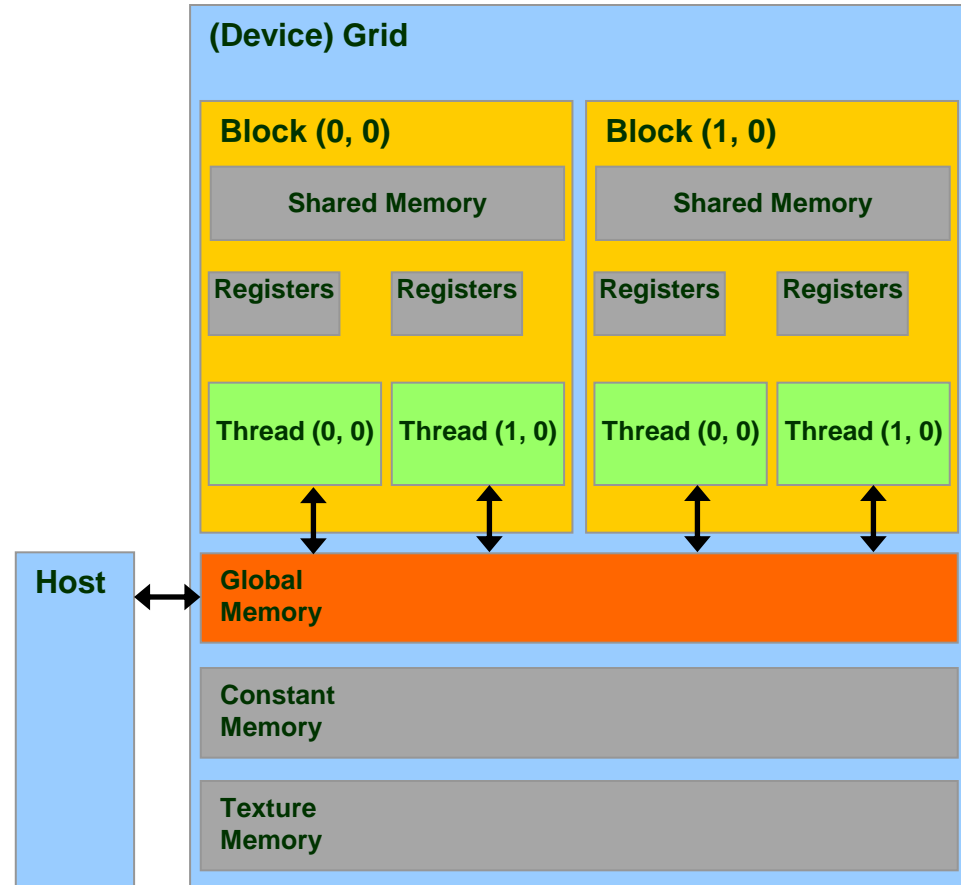 (Device) Grid
Block (0, 0)
Shared Memory
Registers
Registers
Thread (0, 0)
Thread (1, 0)
Block (1, 0)
Shared Memory
Registers
Registers
Thread (0, 0)
Thread (1, 0)
Host
Global
Memory
Constant
Memory
Texture
Memory